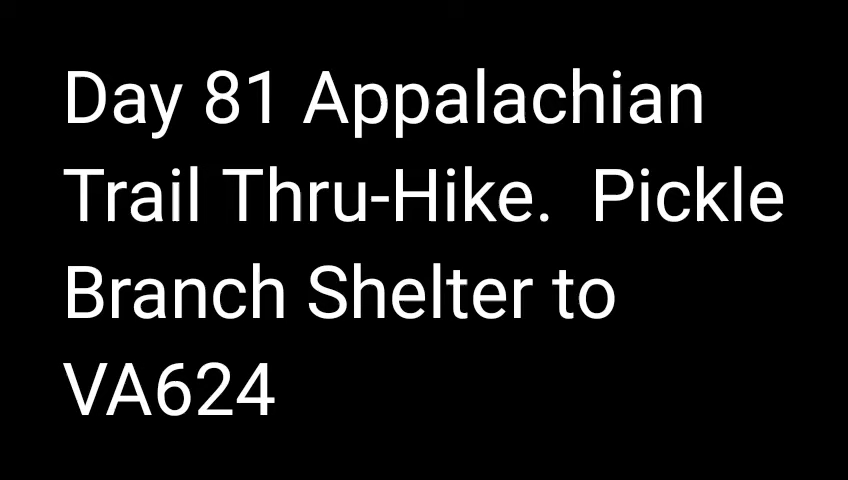 Day 81 Appalachian
Trail Thru-Hike.  Pickle
Branch Shelter to
VA624